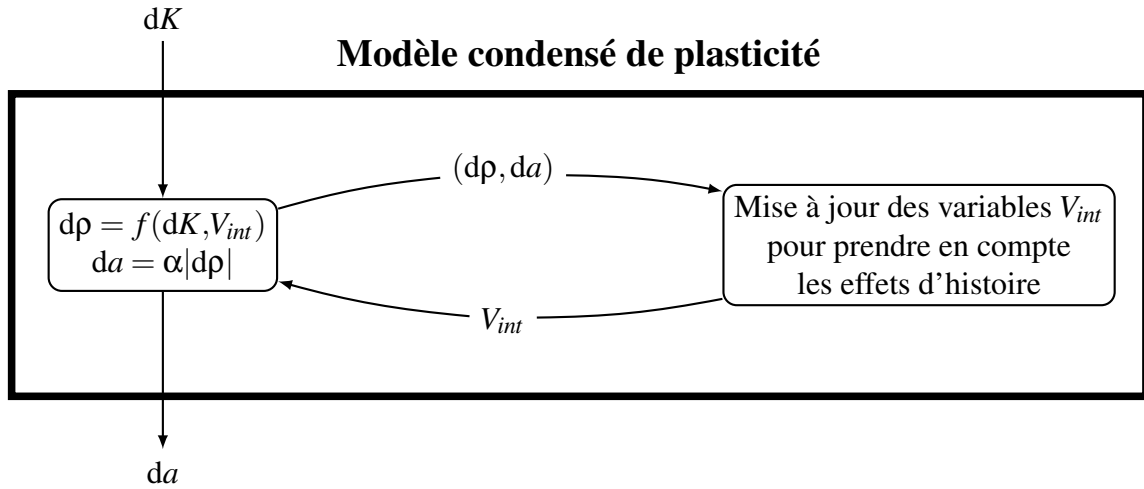 dK
Modèle condensé de plasticité
(dρ, da)
dρ = f(dK,V_int)
da = α|dρ|
Mise à jour des variables V_int
pour prendre en compte
les effets d'histoire
V_int
da